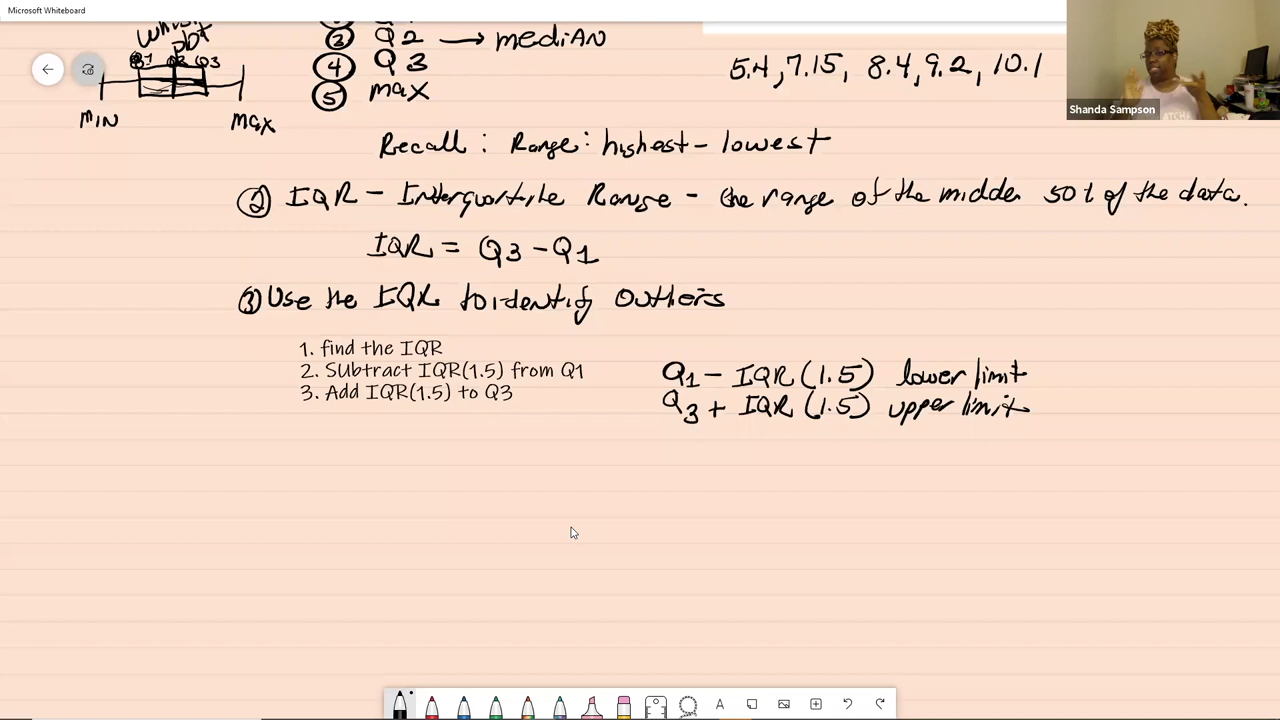 Microsoft Whiteboard
plot
Q1 Q2 Q3
MIN
max
③ Q2 → mediAN
④ Q3
⑤ max
5.4, 7.15, 8.4, 9.2, 10.1
Shanda Sampson
Recall : Range: highest - lowest
② IQR - Interquartile Range - the range of the midden 50% of the data.
IQR = Q3 - Q1
③ Use the IQR to identify Outliers
1. find the IQR
2. Subtract IQR(1.5) from Q1
3. Add IQR(1.5) to Q3
Q1 - IQR (1.5) lower limit
Q3 + IQR (1.5) upper limit